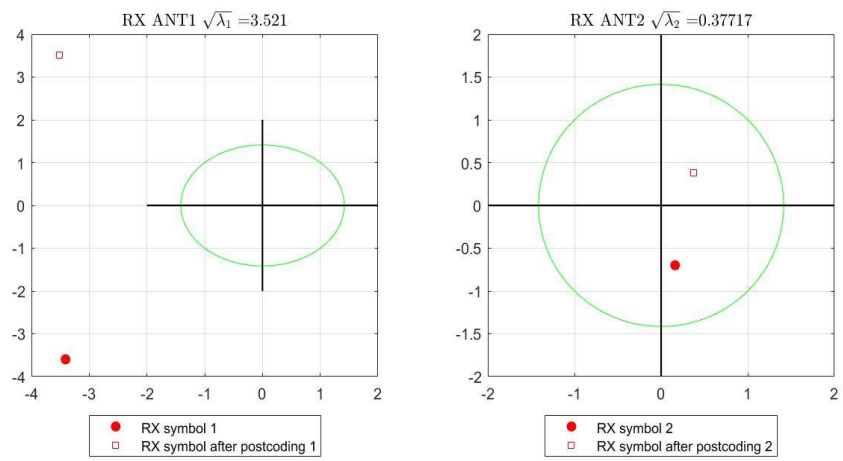 RX ANT1 √λ₁ =3.521
4
3
2
1
0
-1
-2
-3
-4
-4 -3 -2 -1 0 1 2
RX symbol 1
RX symbol after postcoding 1
RX ANT2 √λ₂ =0.37717
2
1.5
1
0.5
0
-0.5
-1
-1.5
-2
-2 -1 0 1 2
RX symbol 2
RX symbol after postcoding 2